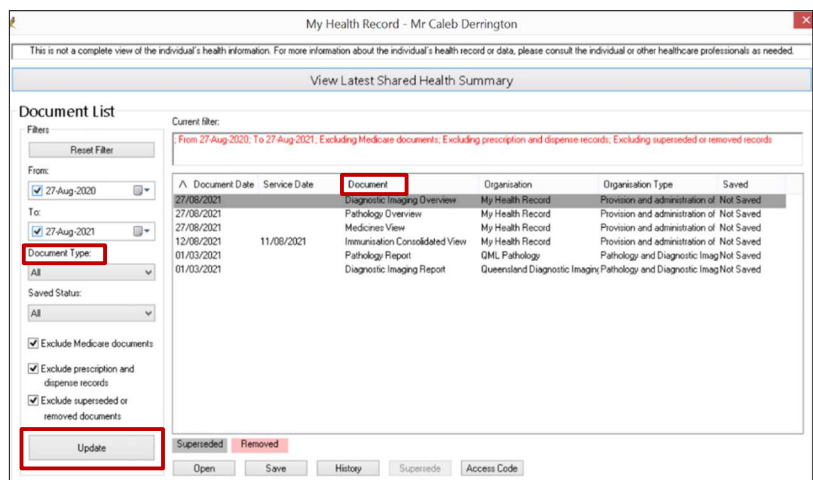 My Health Record - Mr Caleb Derrington
This is not a complete view of the individual's health information. For more information about the individual's health record or data, please consult the individual or other healthcare professionals as needed.
View Latest Shared Health Summary
Document List
Filters
Reset Filter
From:
27-Aug-2020
To:
27-Aug-2021
Document Type:
All
Saved Status:
All
Exclude Medicare documents
Exclude prescription and
dispense records
Exclude superseded or
removed documents
Update
Current filter:
; From 27-Aug-2020; To 27-Aug-2021; Excluding Medicare documents; Excluding prescription and dispense records; Excluding superseded or removed records
Document Date Service Date Document Organisation Organisation Type Saved
27/08/2021 Diagnostic Imaging Overview My Health Record Provision and administration of Not Saved
27/08/2021 Pathology Overview My Health Record Provision and administration of Not Saved
27/08/2021 Medicines View My Health Record Provision and administration of Not Saved
12/08/2021 11/08/2021 Immunisation Consolidated View My Health Record Provision and administration of Not Saved
01/03/2021 Pathology Report QML Pathology Pathology and Diagnostic Imag Not Saved
01/03/2021 Diagnostic Imaging Report Queensland Diagnostic Imaging Pathology and Diagnostic Imag Not Saved
Superseded Removed
Open Save History Supersede Access Code